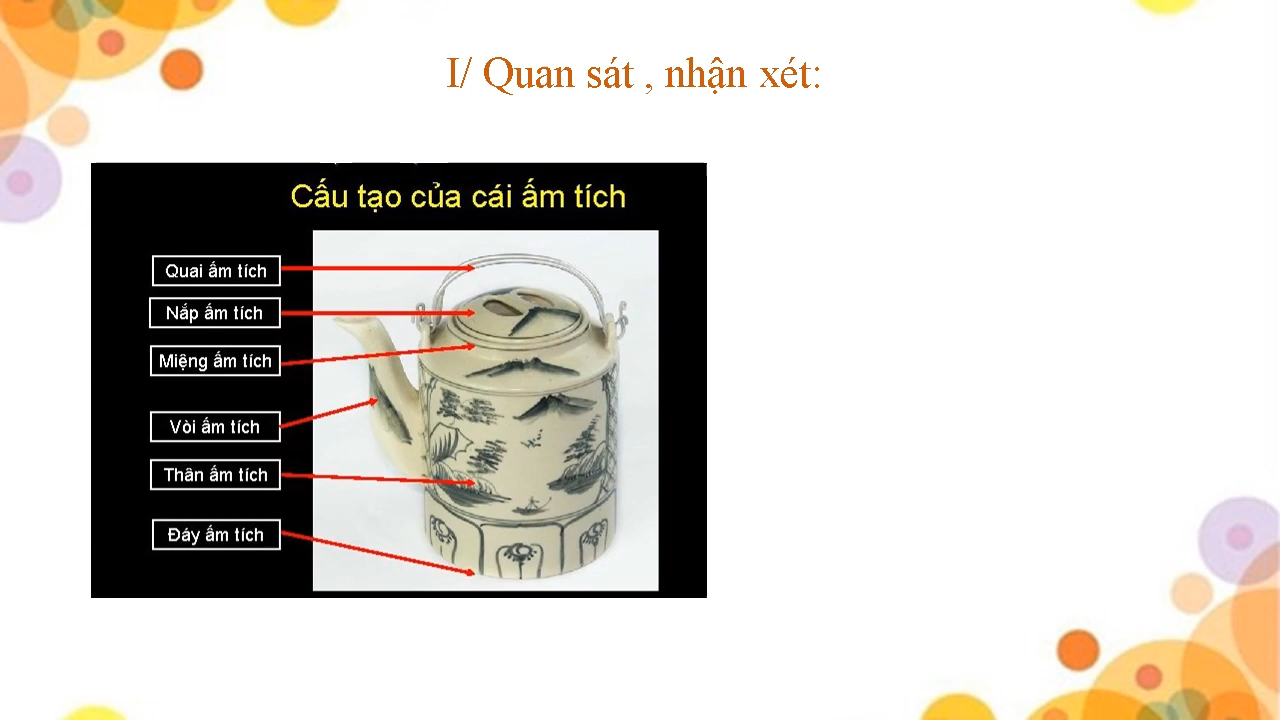 I/ Quan sát , nhận xét:
Cấu tạo của cái ấm tích
Quai ấm tích
Nắp ấm tích
Miệng ấm tích
Vòi ấm tích
Thân ấm tích
Đáy ấm tích